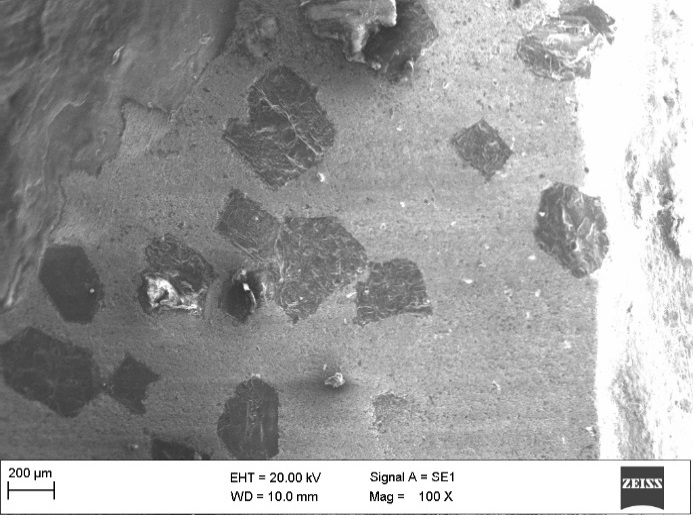 200 µm
EHT = 20.00 kV
Signal A = SE1
WD = 10.0 mm
Mag = 100 X
ZEISS